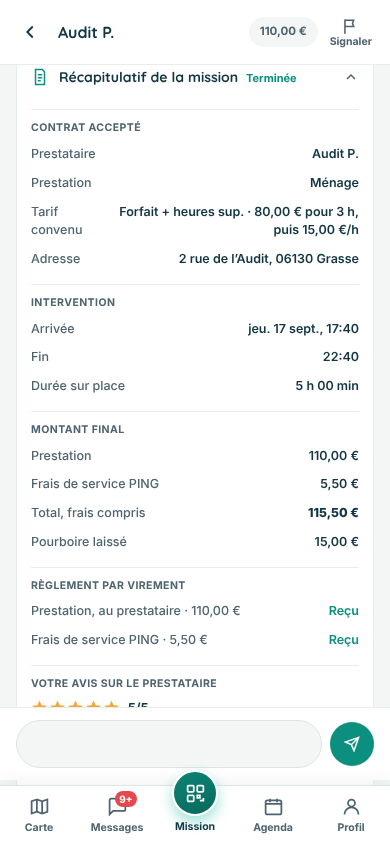 Audit P.
110,00 €
Signaler
Récapitulatif de la mission Terminée
CONTRAT ACCEPTÉ
Prestataire Audit P.
Prestation Ménage
Tarif convenu Forfait + heures sup. · 80,00 € pour 3 h,
puis 15,00 €/h
Adresse 2 rue de l’Audit, 06130 Grasse
INTERVENTION
Arrivée jeu. 17 sept., 17:40
Fin 22:40
Durée sur place 5 h 00 min
MONTANT FINAL
Prestation 110,00 €
Frais de service PING 5,50 €
Total, frais compris 115,50 €
Pourboire laissé 15,00 €
RÈGLEMENT PAR VIREMENT
Prestation, au prestataire · 110,00 € Reçu
Frais de service PING · 5,50 € Reçu
VOTRE AVIS SUR LE PRESTATAIRE
5/5
Carte
Messages 9+
Mission
Agenda
Profil